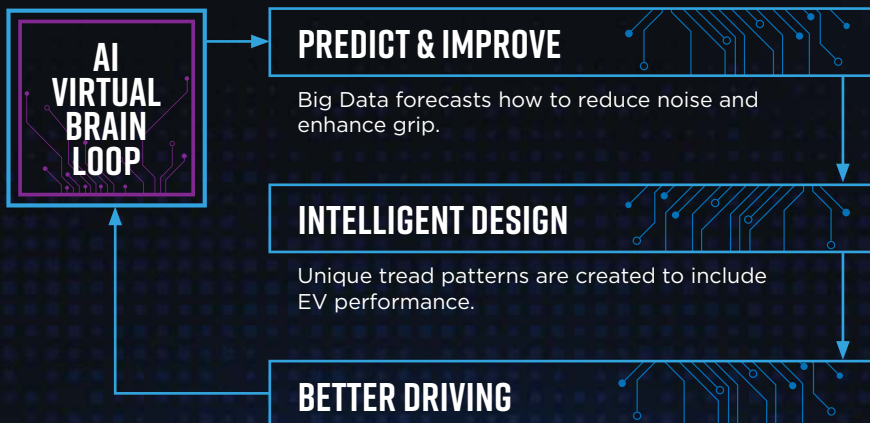 AI
VIRTUAL
BRAIN
LOOP
PREDICT & IMPROVE
Big Data forecasts how to reduce noise and
enhance grip.
INTELLIGENT DESIGN
Unique tread patterns are created to include
EV performance.
BETTER DRIVING